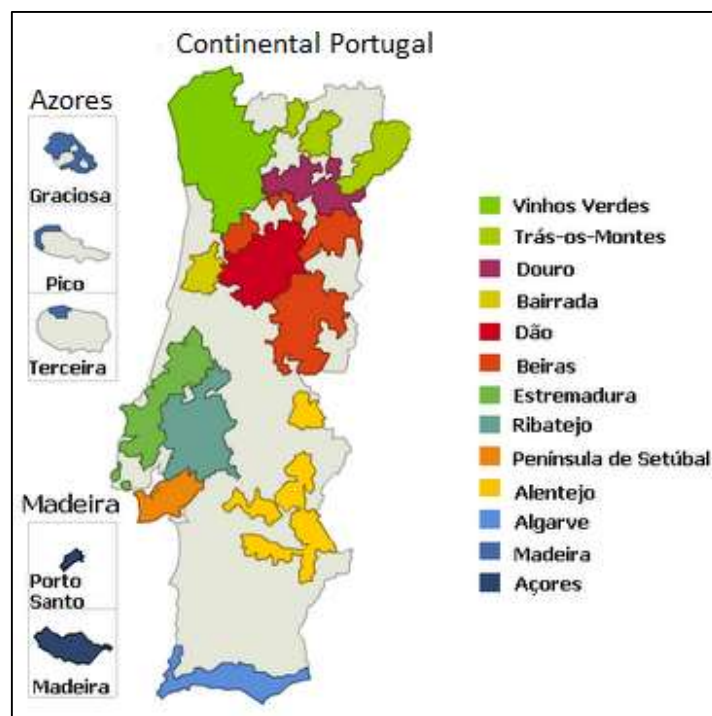 Continental Portugal
Azores
Graciosa
Pico
Terceira
Madeira
Porto
Santo
Madeira
Vinhos Verdes
Trás-os-Montes
Douro
Bairrada
Dão
Beiras
Estremadura
Ribatejo
Península de Setúbal
Alentejo
Algarve
Madeira
Açores